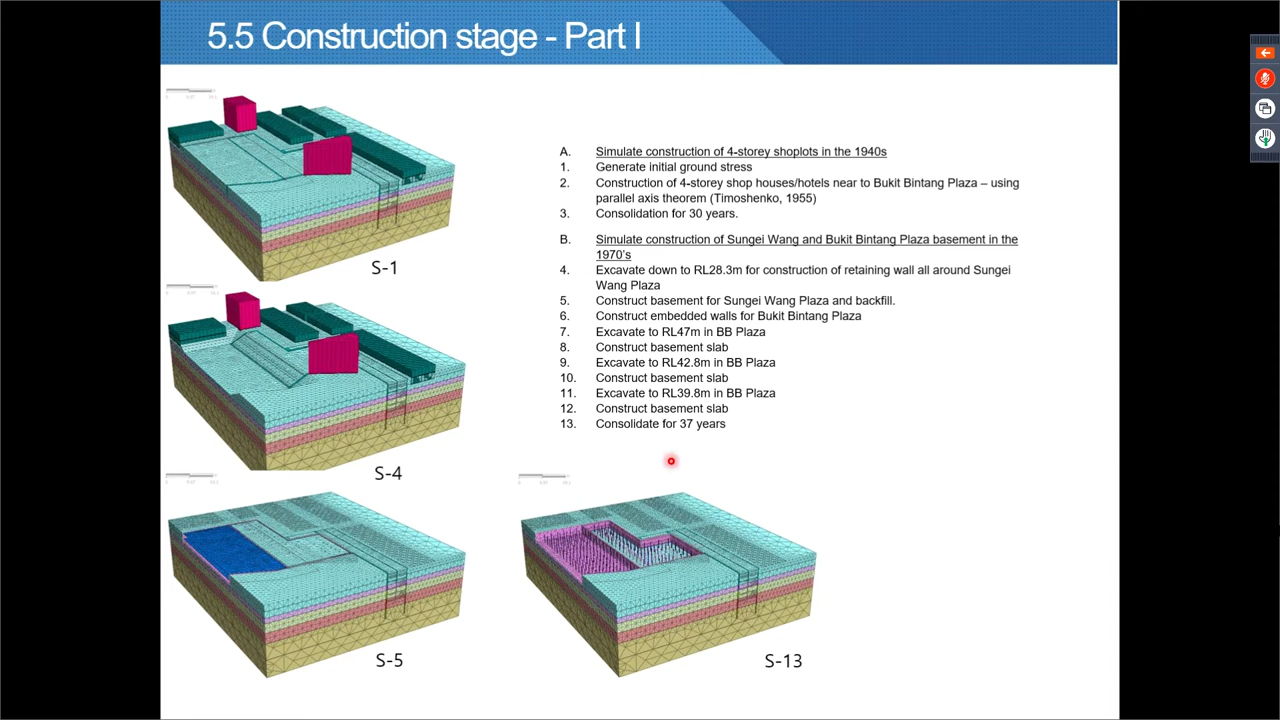 5.5 Construction stage - Part I
S-1
S-4
S-5
A. Simulate construction of 4-storey shoplots in the 1940s
1. Generate initial ground stress
2. Construction of 4-storey shop houses/hotels near to Bukit Bintang Plaza – using
parallel axis theorem (Timoshenko, 1955)
3. Consolidation for 30 years.
B. Simulate construction of Sungei Wang and Bukit Bintang Plaza basement in the
1970's
4. Excavate down to RL28.3m for construction of retaining wall all around Sungei
Wang Plaza
5. Construct basement for Sungei Wang Plaza and backfill.
6. Construct embedded walls for Bukit Bintang Plaza
7. Excavate to RL47m in BB Plaza
8. Construct basement slab
9. Excavate to RL42.8m in BB Plaza
10. Construct basement slab
11. Excavate to RL39.8m in BB Plaza
12. Construct basement slab
13. Consolidate for 37 years
S-13